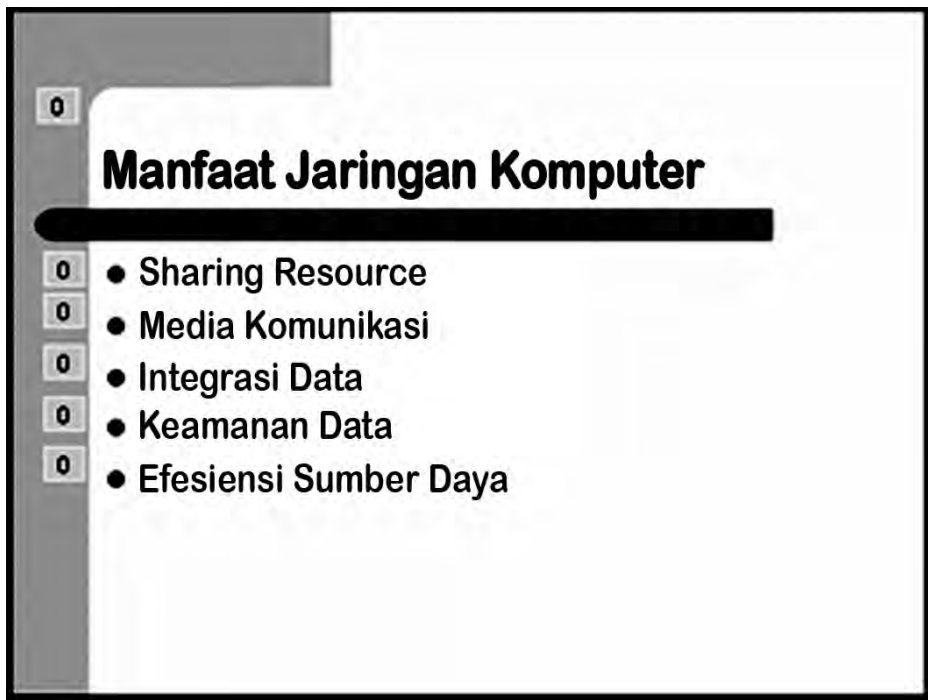 0
Manfaat Jaringan Komputer
0 ● Sharing Resource
0 ● Media Komunikasi
0 ● Integrasi Data
0 ● Keamanan Data
0 ● Efesiensi Sumber Daya